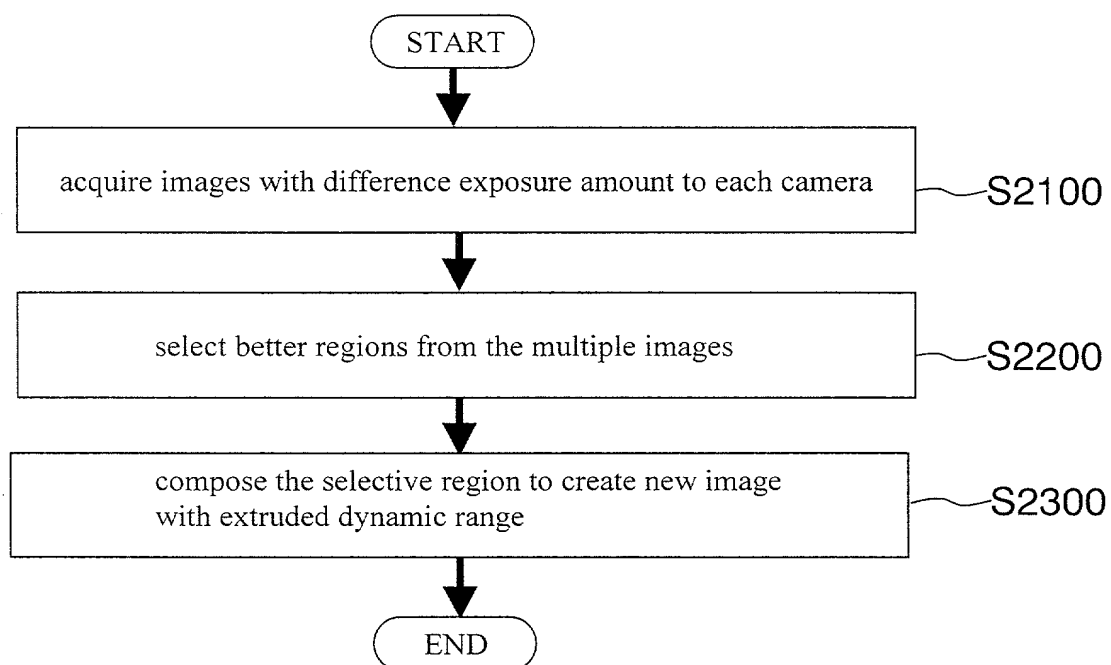 START
acquire images with difference exposure amount to each camera
S2100
select better regions from the multiple images
S2200
compose the selective region to create new image
with extruded dynamic range
S2300
END